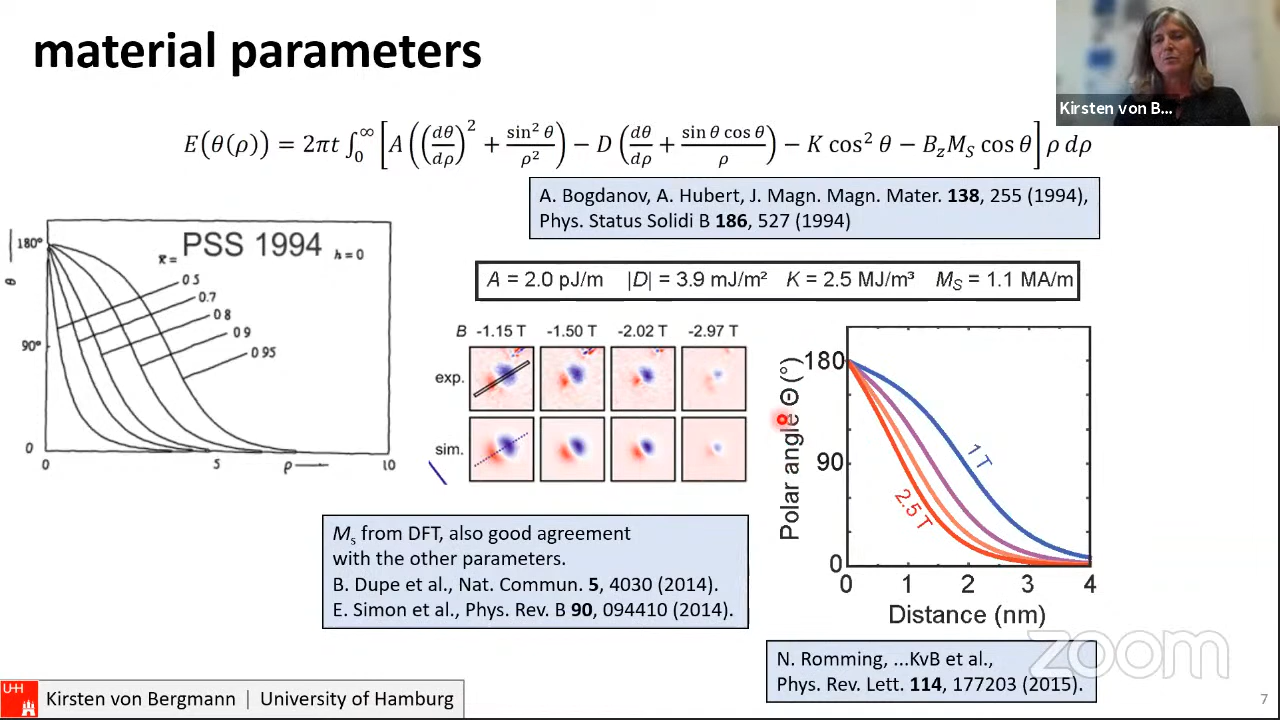 material parameters
Kirsten von B...
E(θ(ρ)) = 2πt ∫₀^∞ [A((dθ/dρ)² + sin² θ/ρ²) − D(dθ/dρ + sin θ cos θ/ρ) − K cos² θ − B_z M_S cos θ] ρ dρ
A. Bogdanov, A. Hubert, J. Magn. Magn. Mater. 138, 255 (1994),
Phys. Status Solidi B 186, 527 (1994)
180°
PSS 1994
ϰ =
h = 0
0.5
0.7
0.8
0.9
0.95
θ
90°
0
0
5
ρ
10
A = 2.0 pJ/m |D| = 3.9 mJ/m² K = 2.5 MJ/m³ M_S = 1.1 MA/m
B -1.15 T -1.50 T -2.02 T -2.97 T
exp.
sim.
Polar angle Θ (°)
180
90
0
1 T
2.5 T
0 1 2 3 4
Distance (nm)
M_s from DFT, also good agreement
with the other parameters.
B. Dupe et al., Nat. Commun. 5, 4030 (2014).
E. Simon et al., Phys. Rev. B 90, 094410 (2014).
N. Romming, ...KvB et al.,
Phys. Rev. Lett. 114, 177203 (2015).
zoom
UHH
Kirsten von Bergmann | University of Hamburg
7